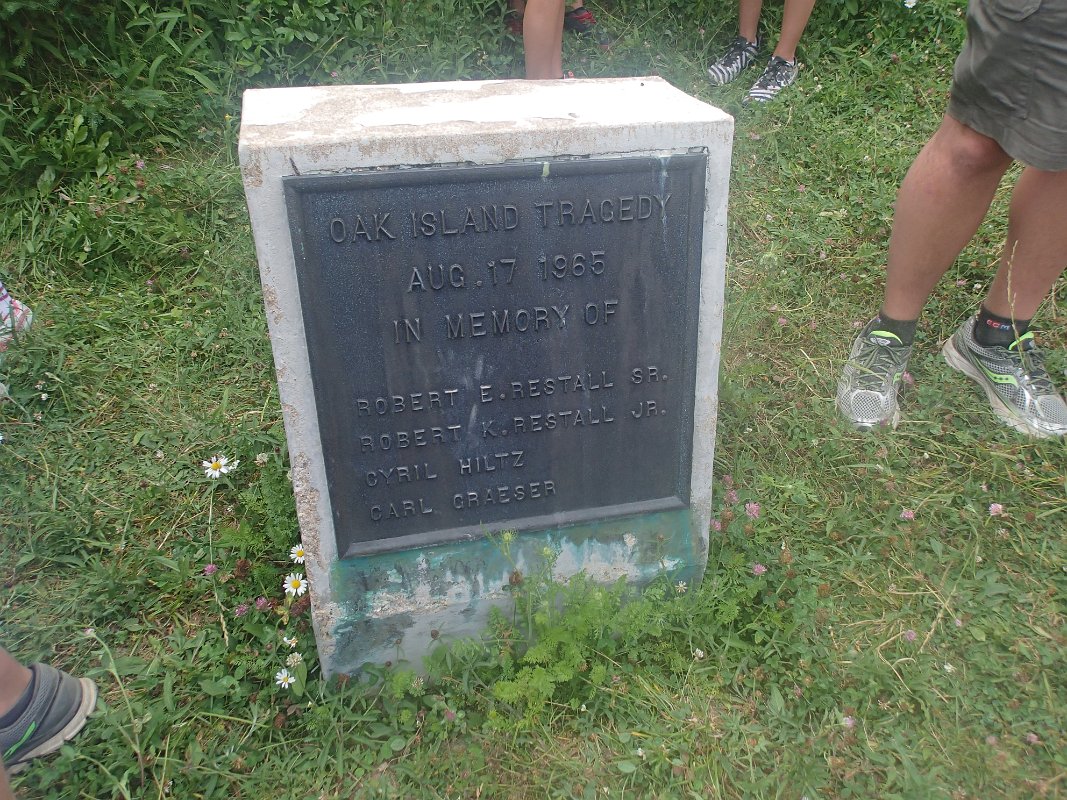 OAK ISLAND TRAGEDY
AUG. 17 1965
IN MEMORY OF
ROBERT E. RESTALL SR.
ROBERT K. RESTALL JR.
CYRIL HILTZ
CARL GRAESER